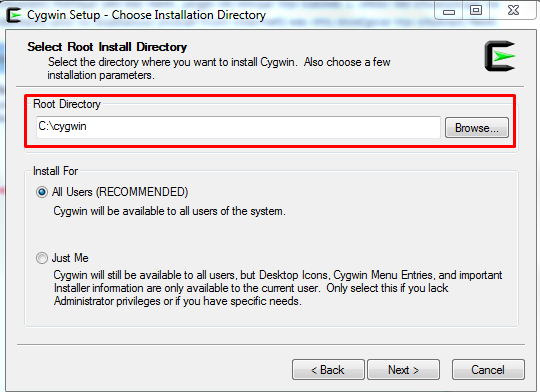 Cygwin Setup - Choose Installation Directory
Select Root Install Directory
Select the directory where you want to install Cygwin. Also choose a few
installation parameters.
Root Directory
C:\cygwin
Browse...
Install For
All Users (RECOMMENDED)
Cygwin will be available to all users of the system.
Just Me
Cygwin will still be available to all users, but Desktop Icons, Cygwin Menu Entries, and important
Installer information are only available to the current user. Only select this if you lack
Administrator privileges or if you have specific needs.
< Back
Next >
Cancel